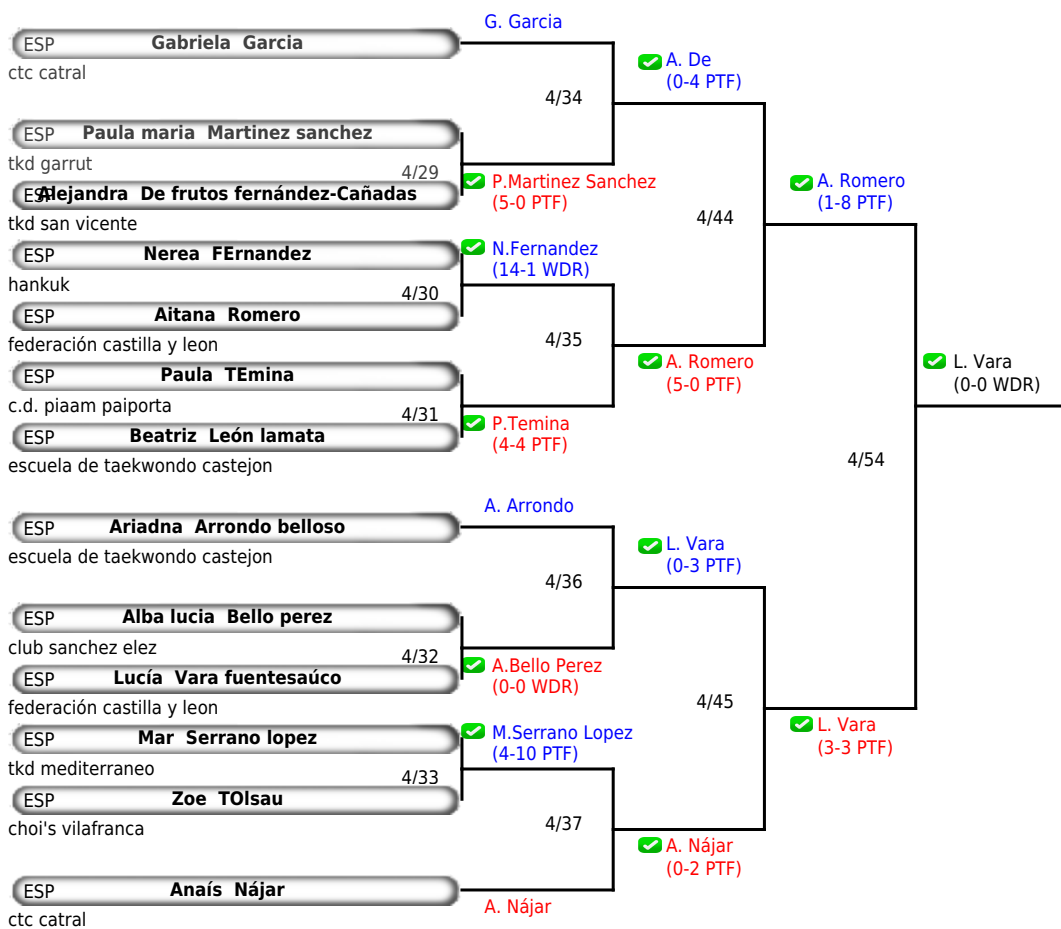 G. Garcia
ESP Gabriela Garcia
ctc catral
A. De
(0-4 PTF)
4/34
ESP Paula maria Martinez sanchez
tkd garrut
4/29
P.Martinez Sanchez
(5-0 PTF)
ESP Alejandra De frutos fernández-Cañadas
tkd san vicente
A. Romero
(1-8 PTF)
4/44
ESP Nerea FErnandez
hankuk
N.Fernandez
(14-1 WDR)
4/30
ESP Aitana Romero
federación castilla y leon
4/35
A. Romero
(5-0 PTF)
ESP Paula TEmina
c.d. piaam paiporta
4/31
P.Temina
(4-4 PTF)
ESP Beatriz León lamata
escuela de taekwondo castejon
L. Vara
(0-0 WDR)
4/54
A. Arrondo
ESP Ariadna Arrondo belloso
escuela de taekwondo castejon
L. Vara
(0-3 PTF)
4/36
ESP Alba lucia Bello perez
club sanchez elez
4/32
A.Bello Perez
(0-0 WDR)
ESP Lucía Vara fuentesaúco
federación castilla y leon
4/45
L. Vara
(3-3 PTF)
ESP Mar Serrano lopez
tkd mediterraneo
M.Serrano Lopez
(4-10 PTF)
4/33
ESP Zoe TOlsau
choi's vilafranca
4/37
A. Nájar
(0-2 PTF)
ESP Anaís Nájar
ctc catral
A. Nájar